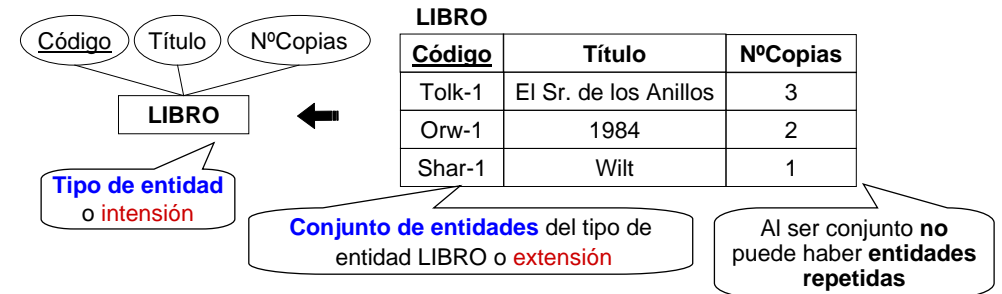 Código
Título
NºCopias
LIBRO
Tipo de entidad
o intensión
LIBRO
Código Título NºCopias
Tolk-1 El Sr. de los Anillos 3
Orw-1 1984 2
Shar-1 Wilt 1
Conjunto de entidades del tipo de
entidad LIBRO o extensión
Al ser conjunto no
puede haber entidades
repetidas